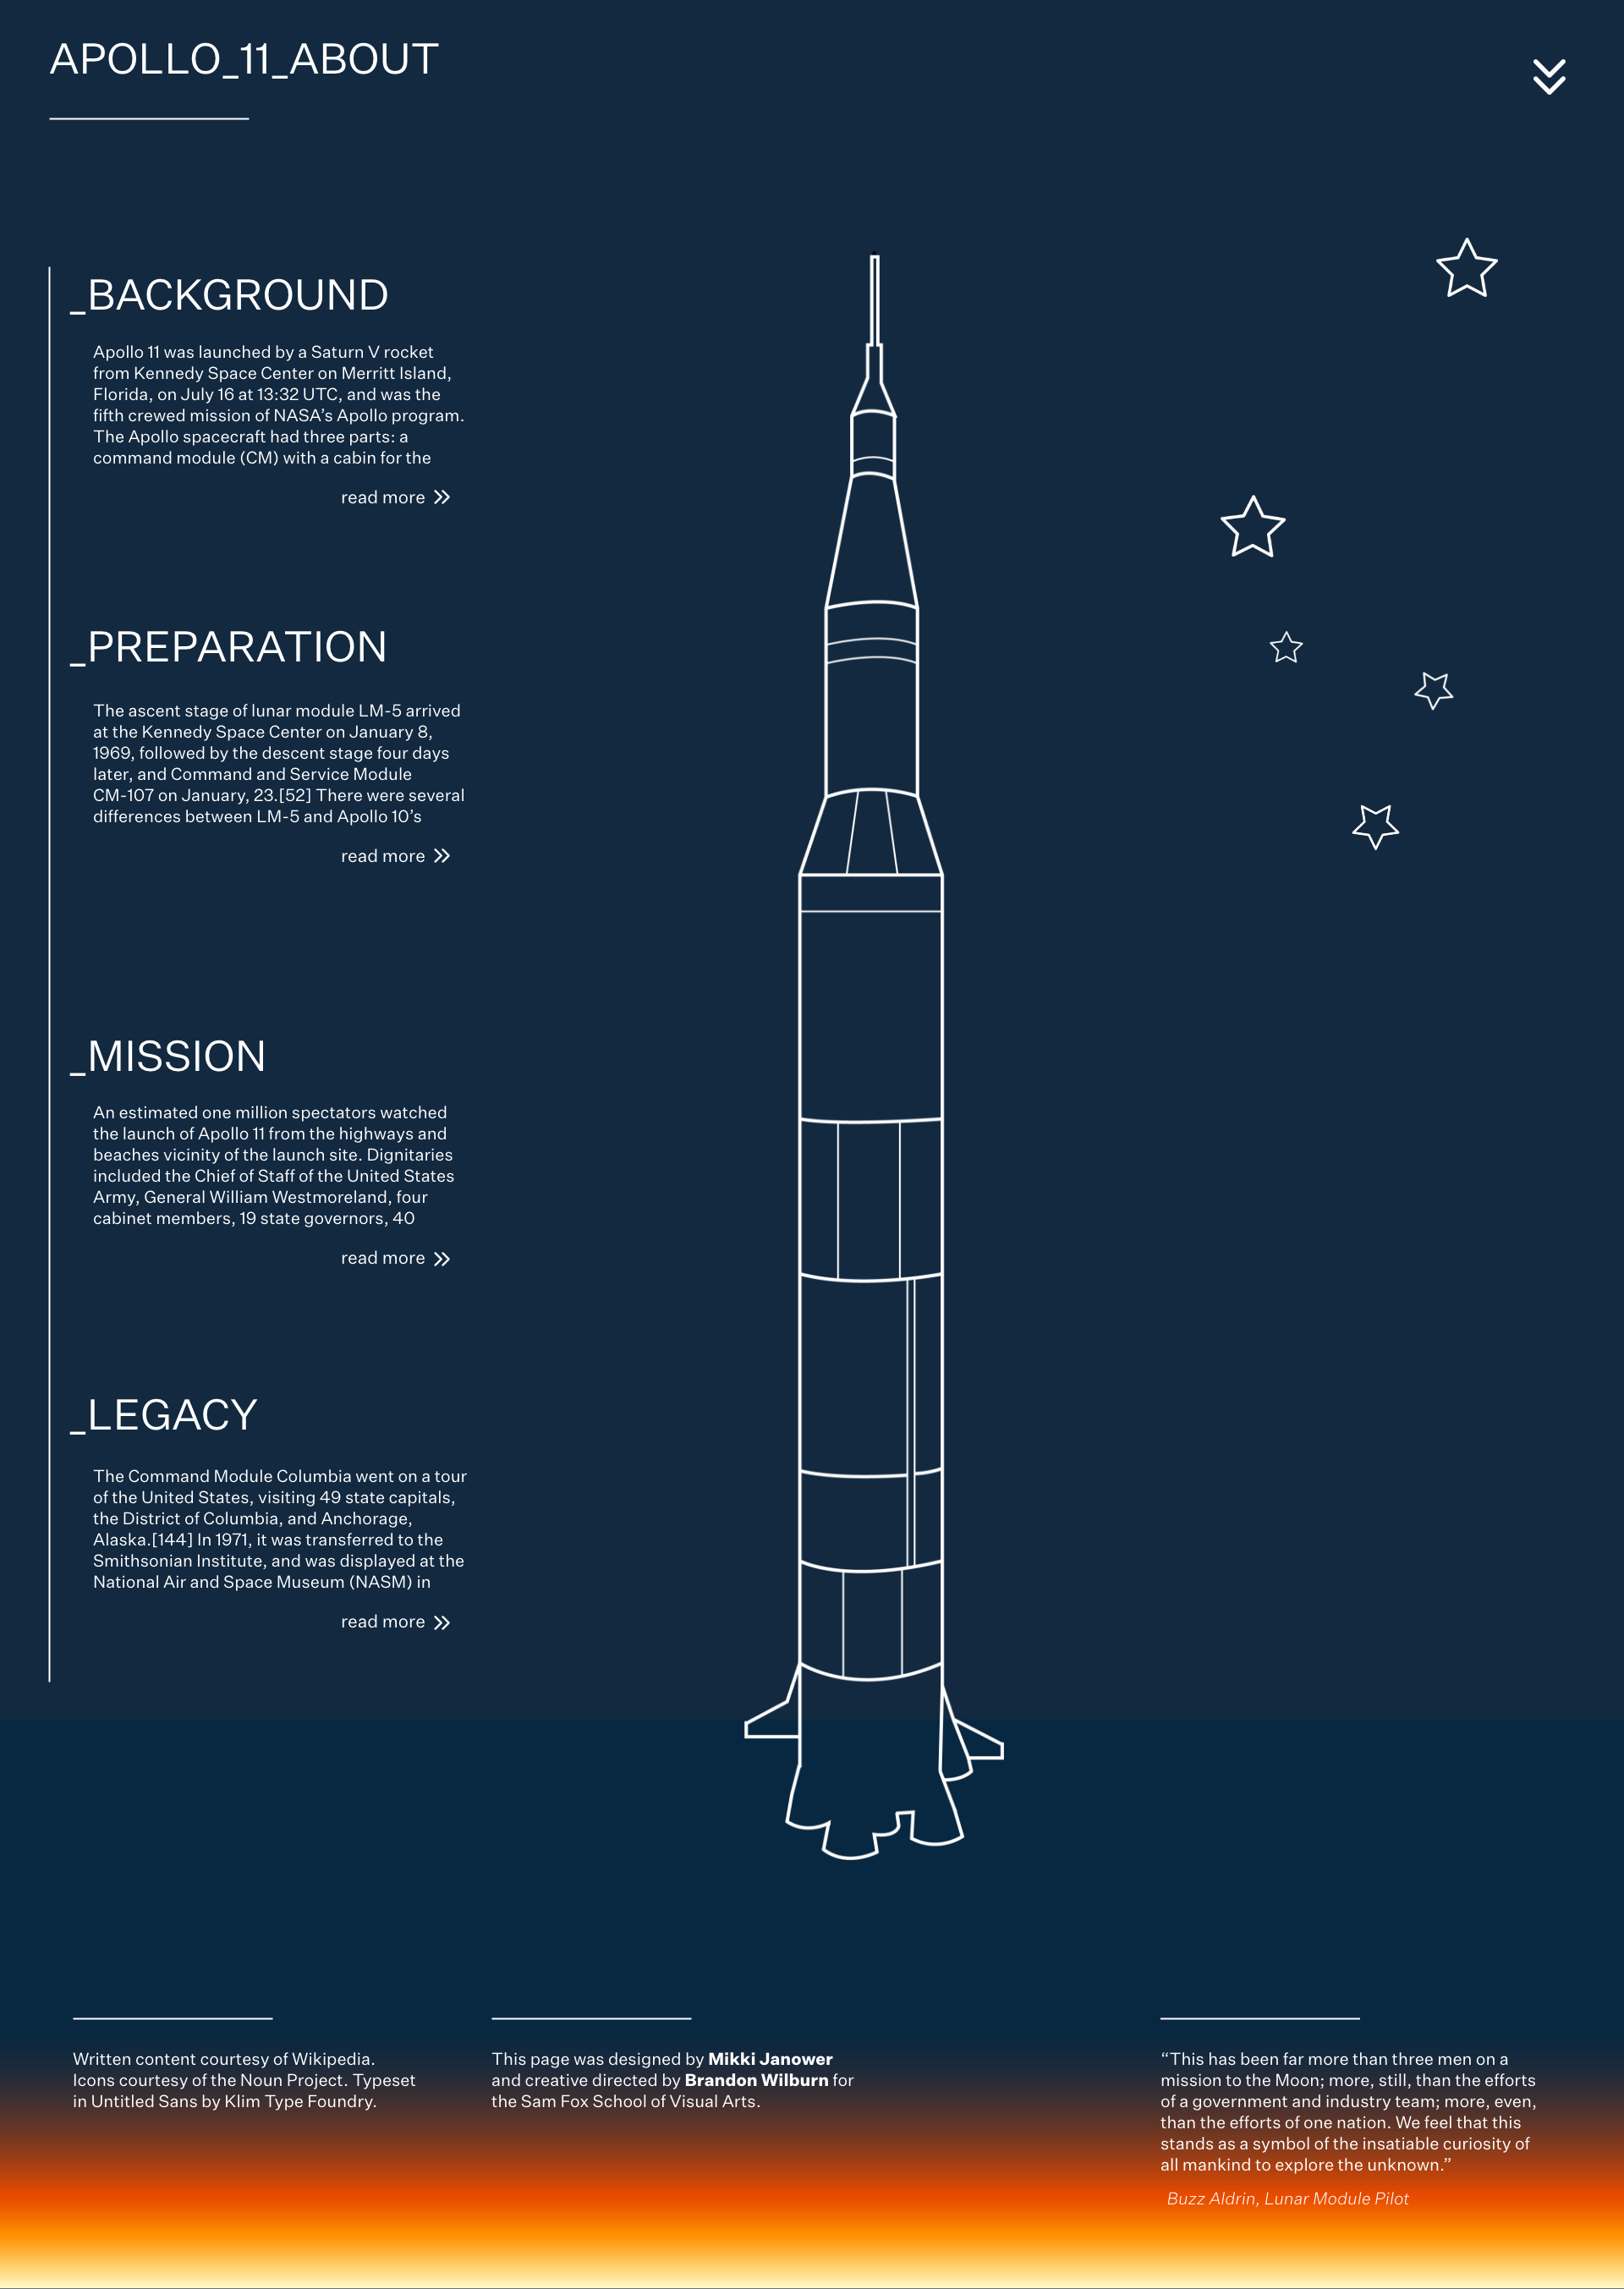 APOLLO_11_ABOUT
_BACKGROUND
Apollo 11 was launched by a Saturn V rocket
from Kennedy Space Center on Merritt Island,
Florida, on July 16 at 13:32 UTC, and was the
fifth crewed mission of NASA’s Apollo program.
The Apollo spacecraft had three parts: a
command module (CM) with a cabin for the
read more
_PREPARATION
The ascent stage of lunar module LM-5 arrived
at the Kennedy Space Center on January 8,
1969, followed by the descent stage four days
later, and Command and Service Module
CM-107 on January, 23.[52] There were several
differences between LM-5 and Apollo 10’s
read more
_MISSION
An estimated one million spectators watched
the launch of Apollo 11 from the highways and
beaches vicinity of the launch site. Dignitaries
included the Chief of Staff of the United States
Army, General William Westmoreland, four
cabinet members, 19 state governors, 40
read more
_LEGACY
The Command Module Columbia went on a tour
of the United States, visiting 49 state capitals,
the District of Columbia, and Anchorage,
Alaska.[144] In 1971, it was transferred to the
Smithsonian Institute, and was displayed at the
National Air and Space Museum (NASM) in
read more
Written content courtesy of Wikipedia.
Icons courtesy of the Noun Project. Typeset
in Untitled Sans by Klim Type Foundry.
This page was designed by Mikki Janower
and creative directed by Brandon Wilburn for
the Sam Fox School of Visual Arts.
“This has been far more than three men on a
mission to the Moon; more, still, than the efforts
of a government and industry team; more, even,
than the efforts of one nation. We feel that this
stands as a symbol of the insatiable curiosity of
all mankind to explore the unknown.”
Buzz Aldrin, Lunar Module Pilot